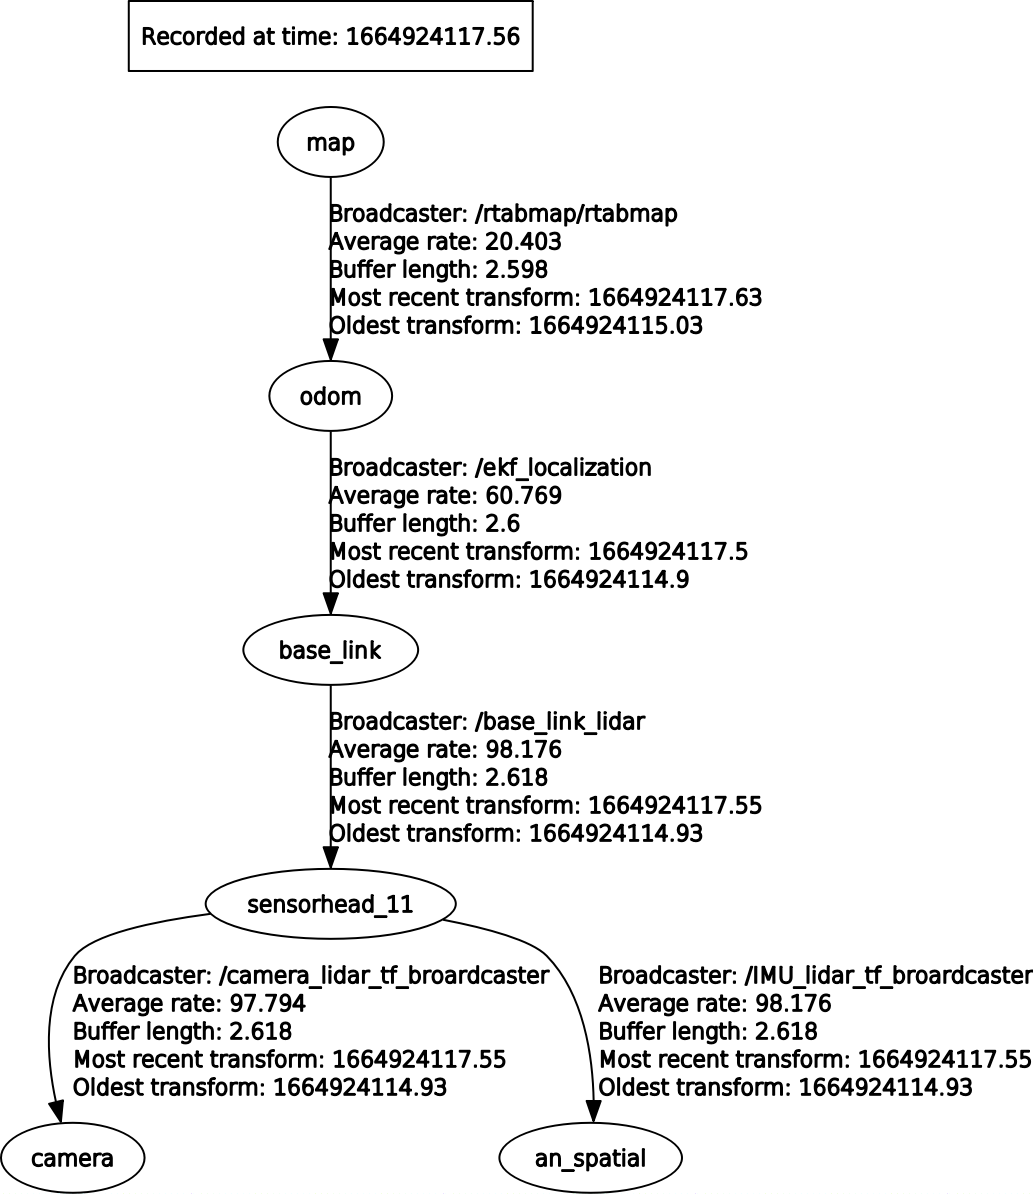 Recorded at time: 1664924117.56
map
Broadcaster: /rtabmap/rtabmap
Average rate: 20.403
Buffer length: 2.598
Most recent transform: 1664924117.63
Oldest transform: 1664924115.03
odom
Broadcaster: /ekf_localization
Average rate: 60.769
Buffer length: 2.6
Most recent transform: 1664924117.5
Oldest transform: 1664924114.9
base_link
Broadcaster: /base_link_lidar
Average rate: 98.176
Buffer length: 2.618
Most recent transform: 1664924117.55
Oldest transform: 1664924114.93
sensorhead_11
Broadcaster: /camera_lidar_tf_broardcaster
Average rate: 97.794
Buffer length: 2.618
Most recent transform: 1664924117.55
Oldest transform: 1664924114.93
Broadcaster: /IMU_lidar_tf_broardcaster
Average rate: 98.176
Buffer length: 2.618
Most recent transform: 1664924117.55
Oldest transform: 1664924114.93
camera
an_spatial